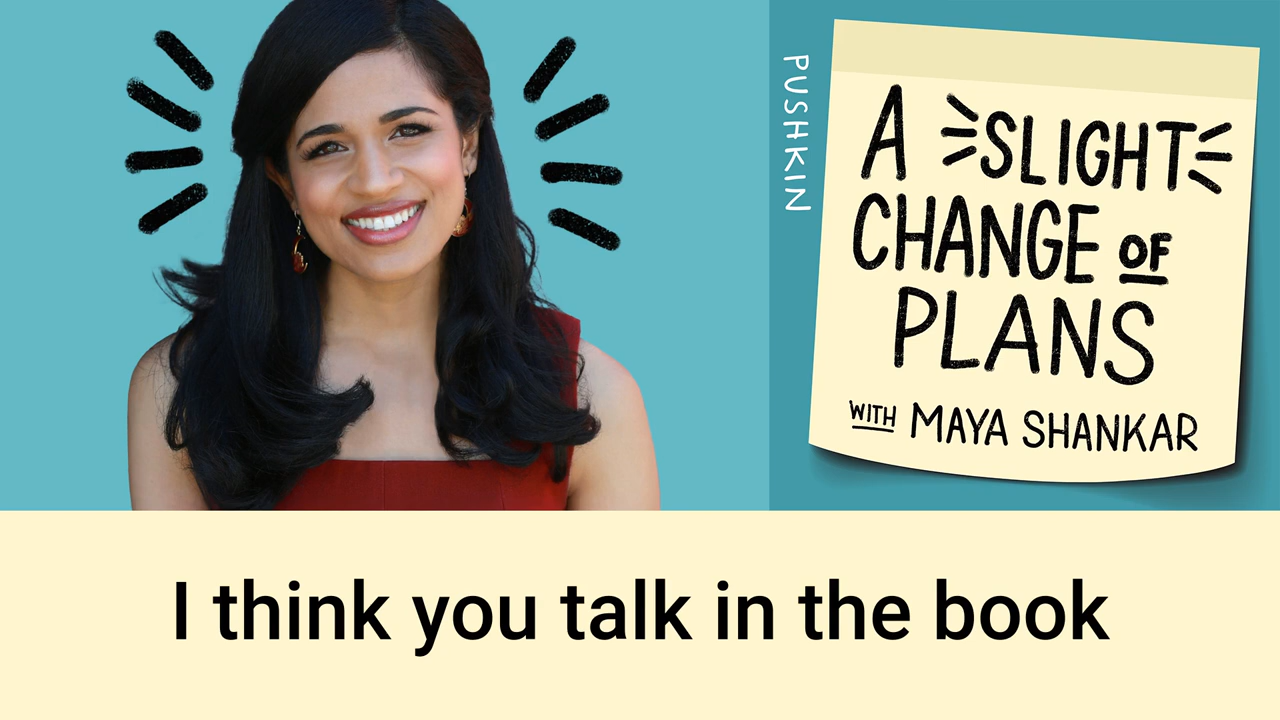 PUSHKIN
A SLIGHT
CHANGE OF
PLANS
WITH MAYA SHANKAR
I think you talk in the book